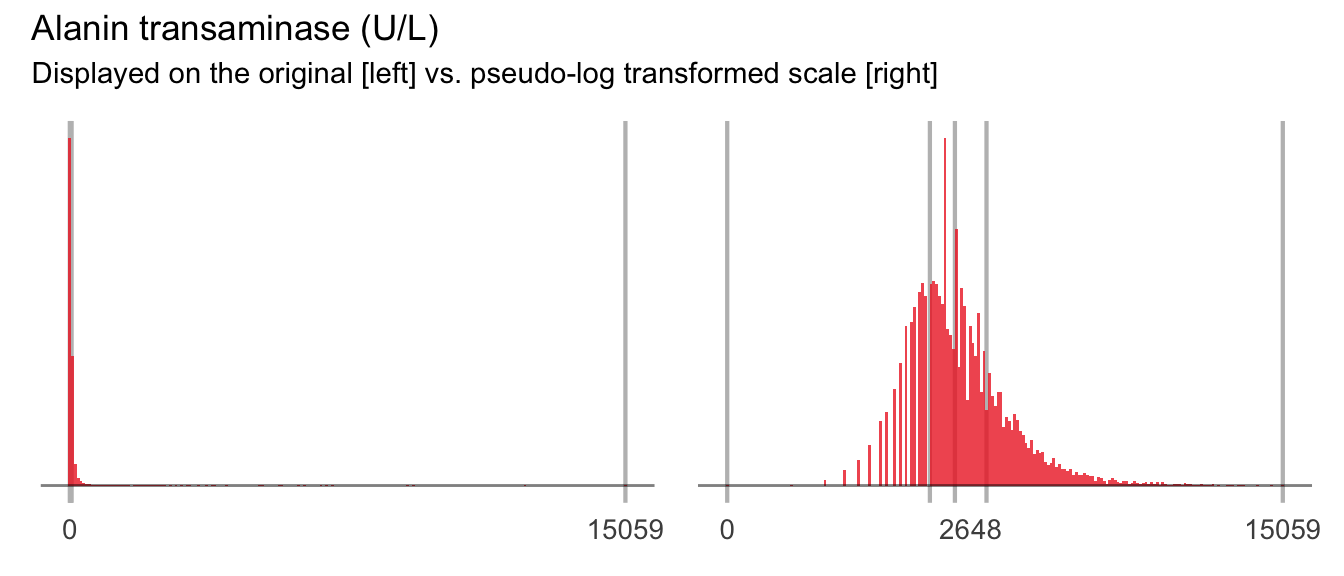 Alanin transaminase (U/L)
Displayed on the original [left] vs. pseudo-log transformed scale [right]
0 15059 0 2648 15059